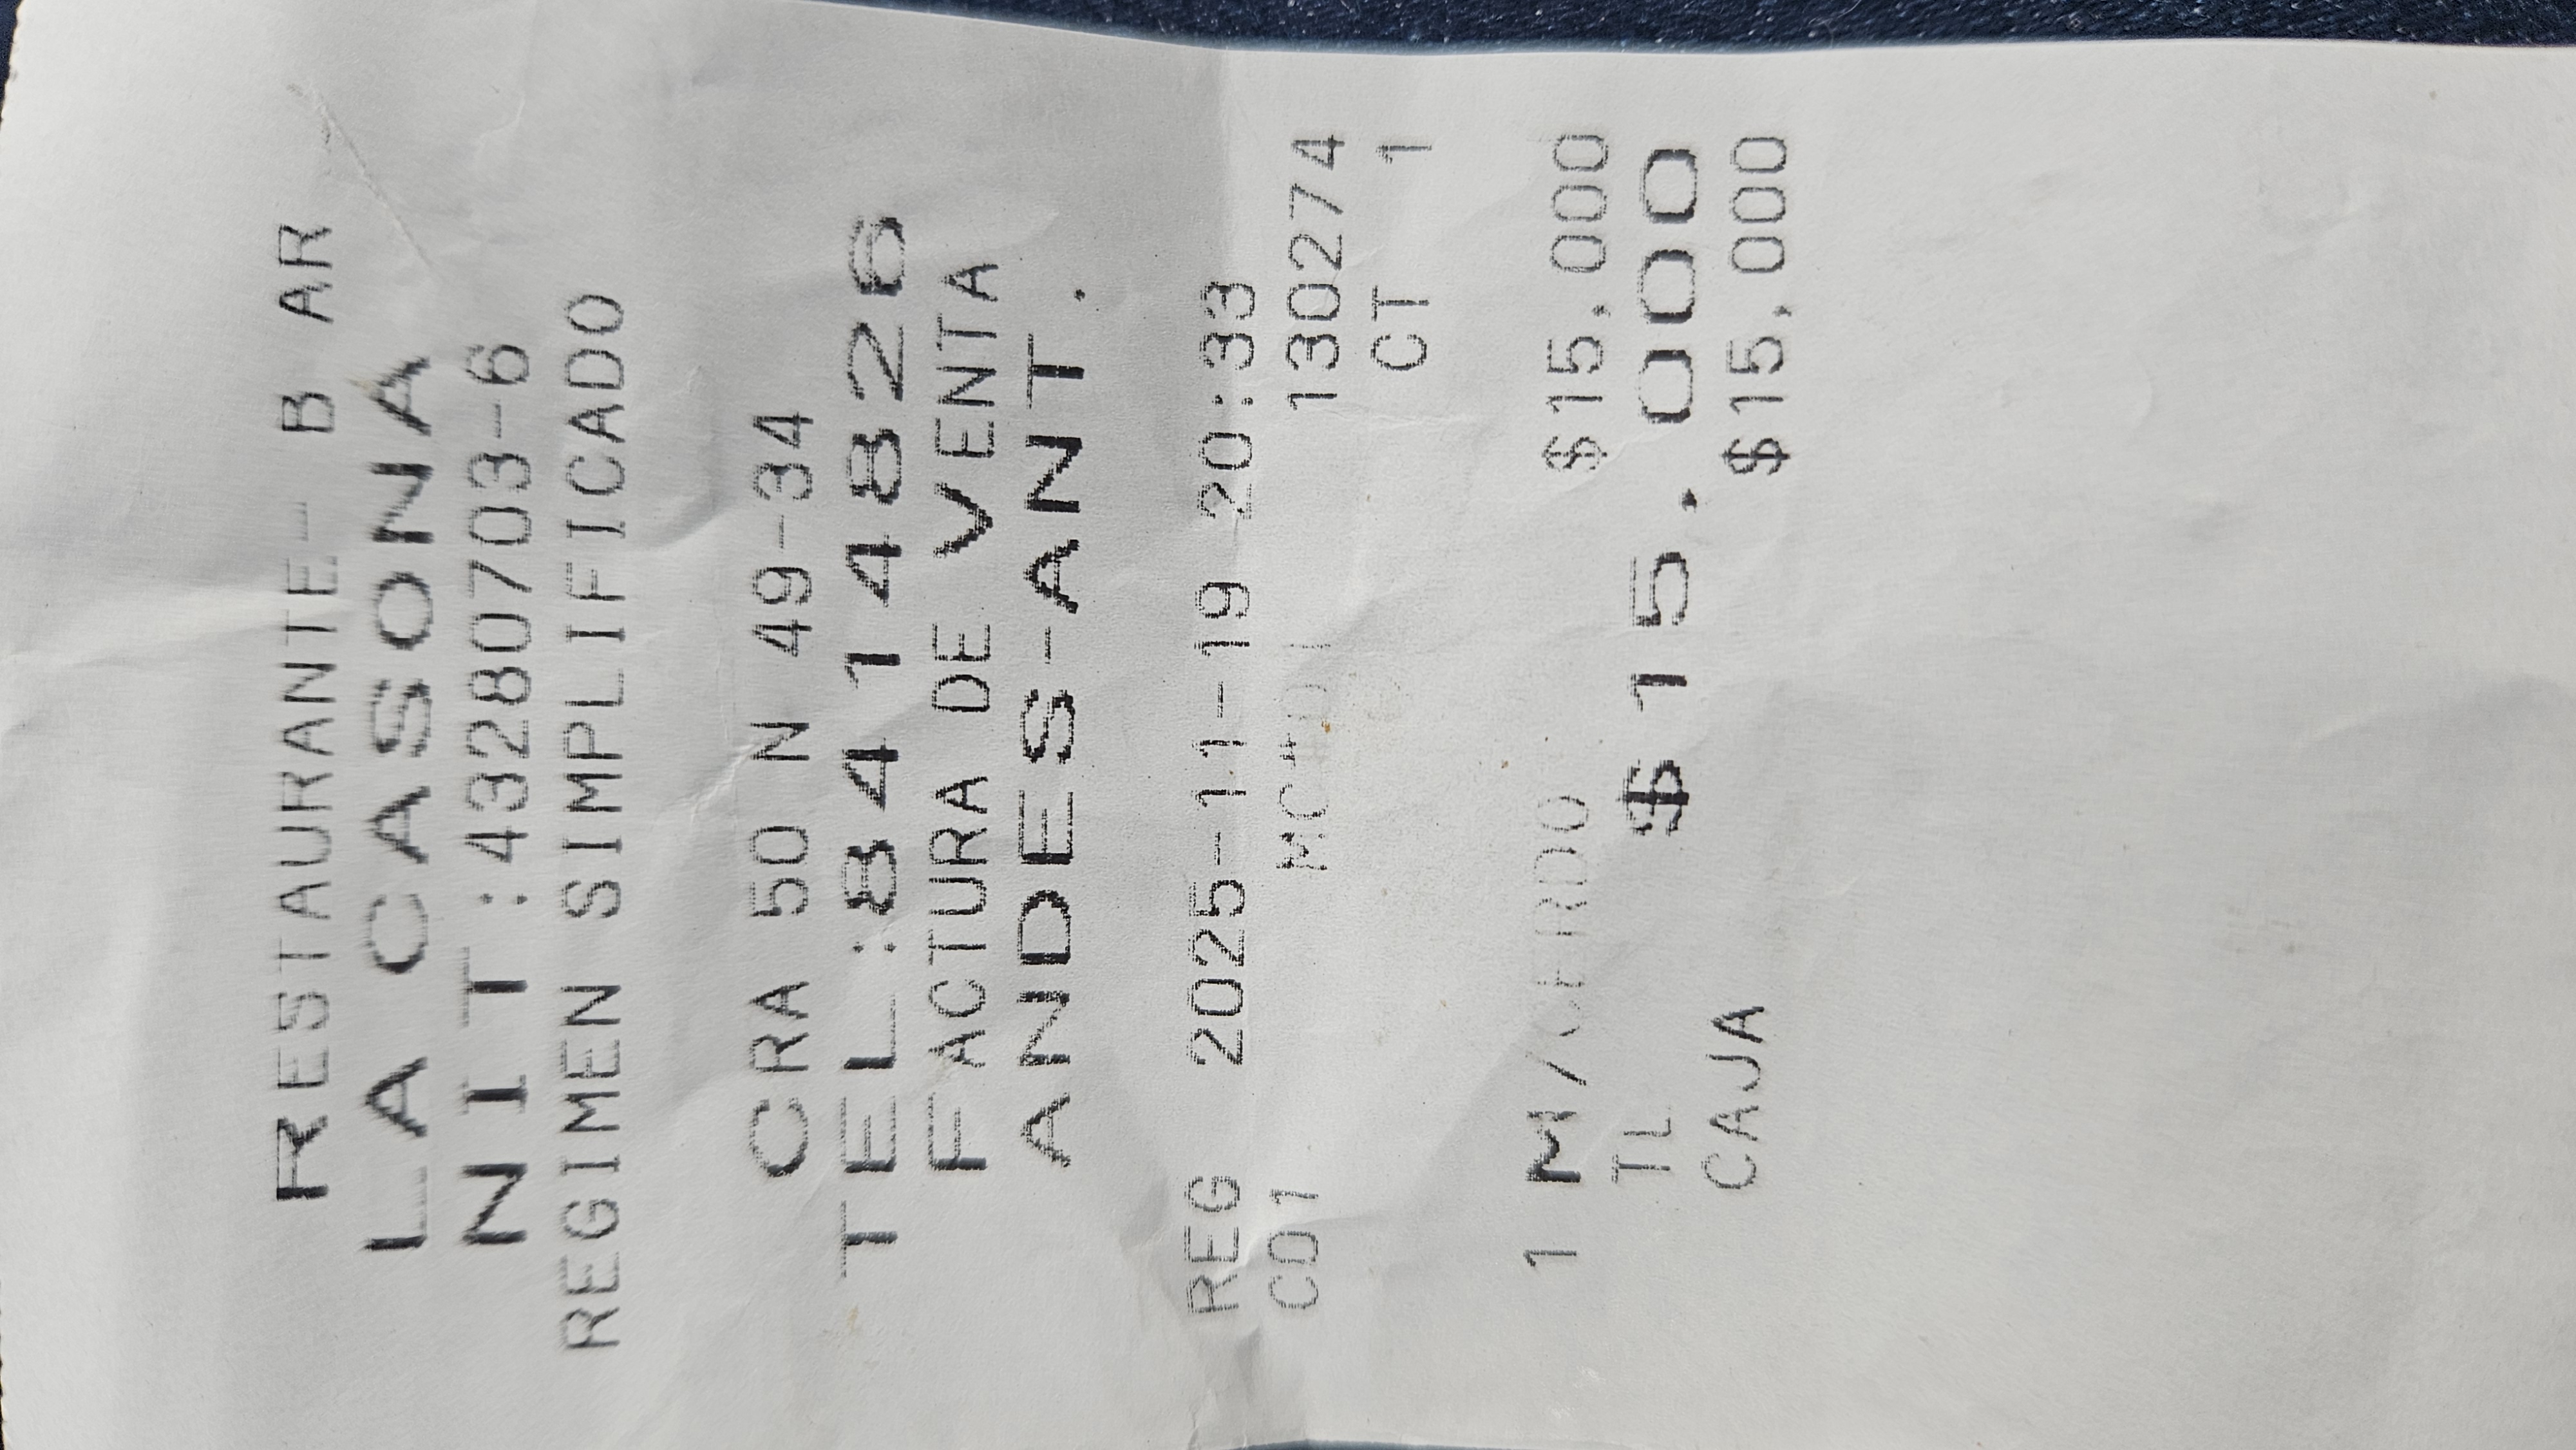 RESTAURANTE- B AR
LA CASONA
NIT:43280703-6
REGIMEN SIMPLIFICADO
CRA 50 N 49-34
TEL:8414826
FACTURA DE VENTA
ANDES-ANT.
REG 2025-11-19 20:33
C01 130274
CT 1
1 M/CERDO $15.000
TL $15.000
CAJA $15.000